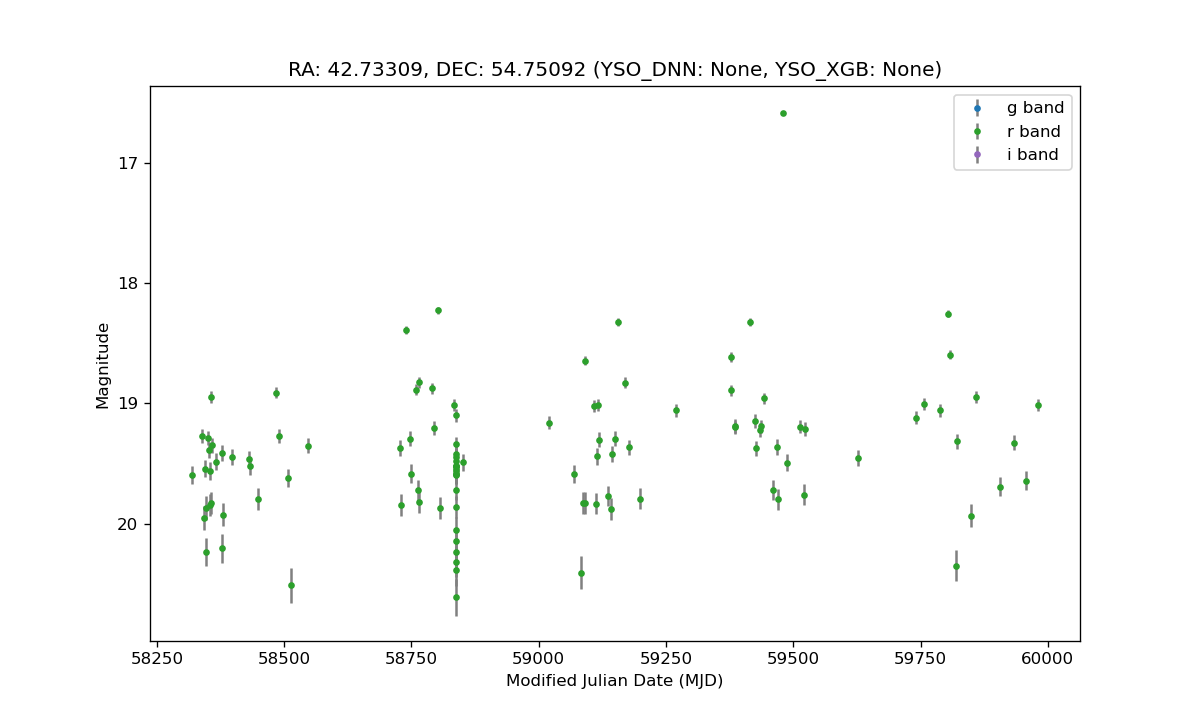 RA: 42.73309, DEC: 54.75092 (YSO_DNN: None, YSO_XGB: None)
g band
r band
i band
17
18
19
20
Magnitude
58250 58500 58750 59000 59250 59500 59750 60000
Modified Julian Date (MJD)